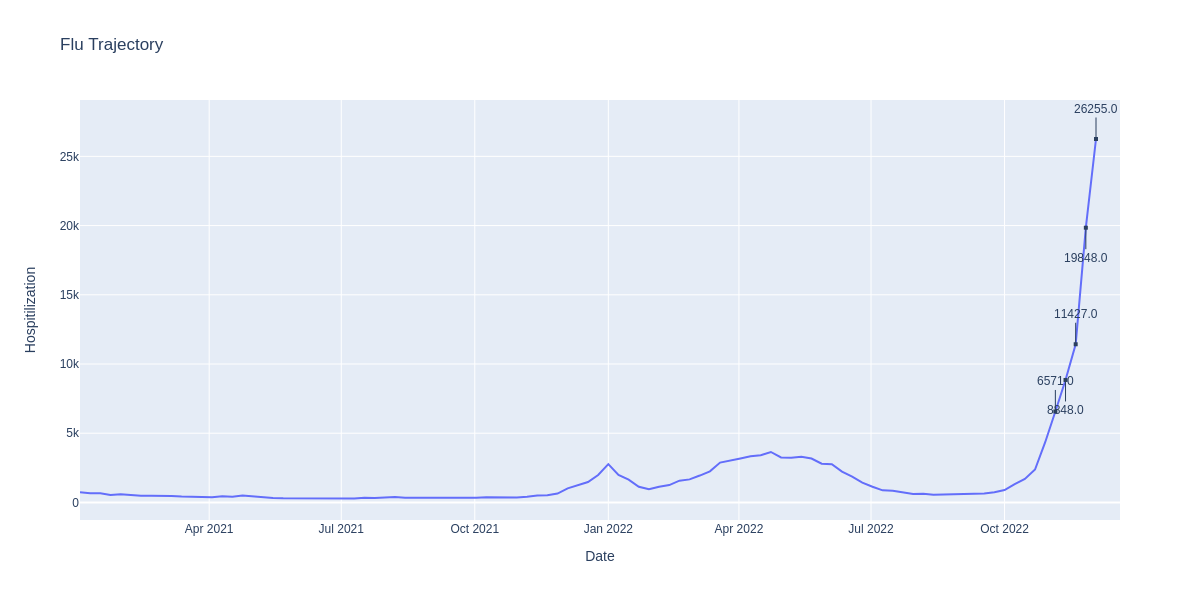 Flu Trajectory
26255.0
25k
20k
19848.0
15k
11427.0
10k
6571.0
8848.0
5k
0
Hospitilization
Apr 2021
Jul 2021
Oct 2021
Jan 2022
Apr 2022
Jul 2022
Oct 2022
Date